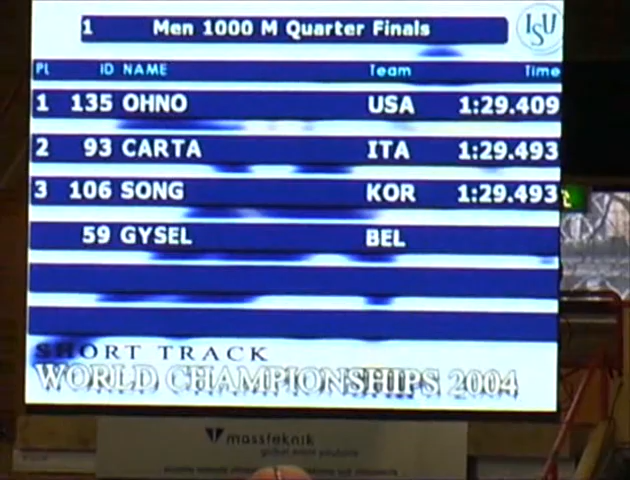 1 Men 1000 M Quarter Finals ISU
PL ID NAME Team Time
1 135 OHNO USA 1:29.409
2 93 CARTA ITA 1:29.493
3 106 SONG KOR 1:29.493
59 GYSEL BEL
SHORT TRACK
WORLD CHAMPIONSHIPS 2004
massteknik